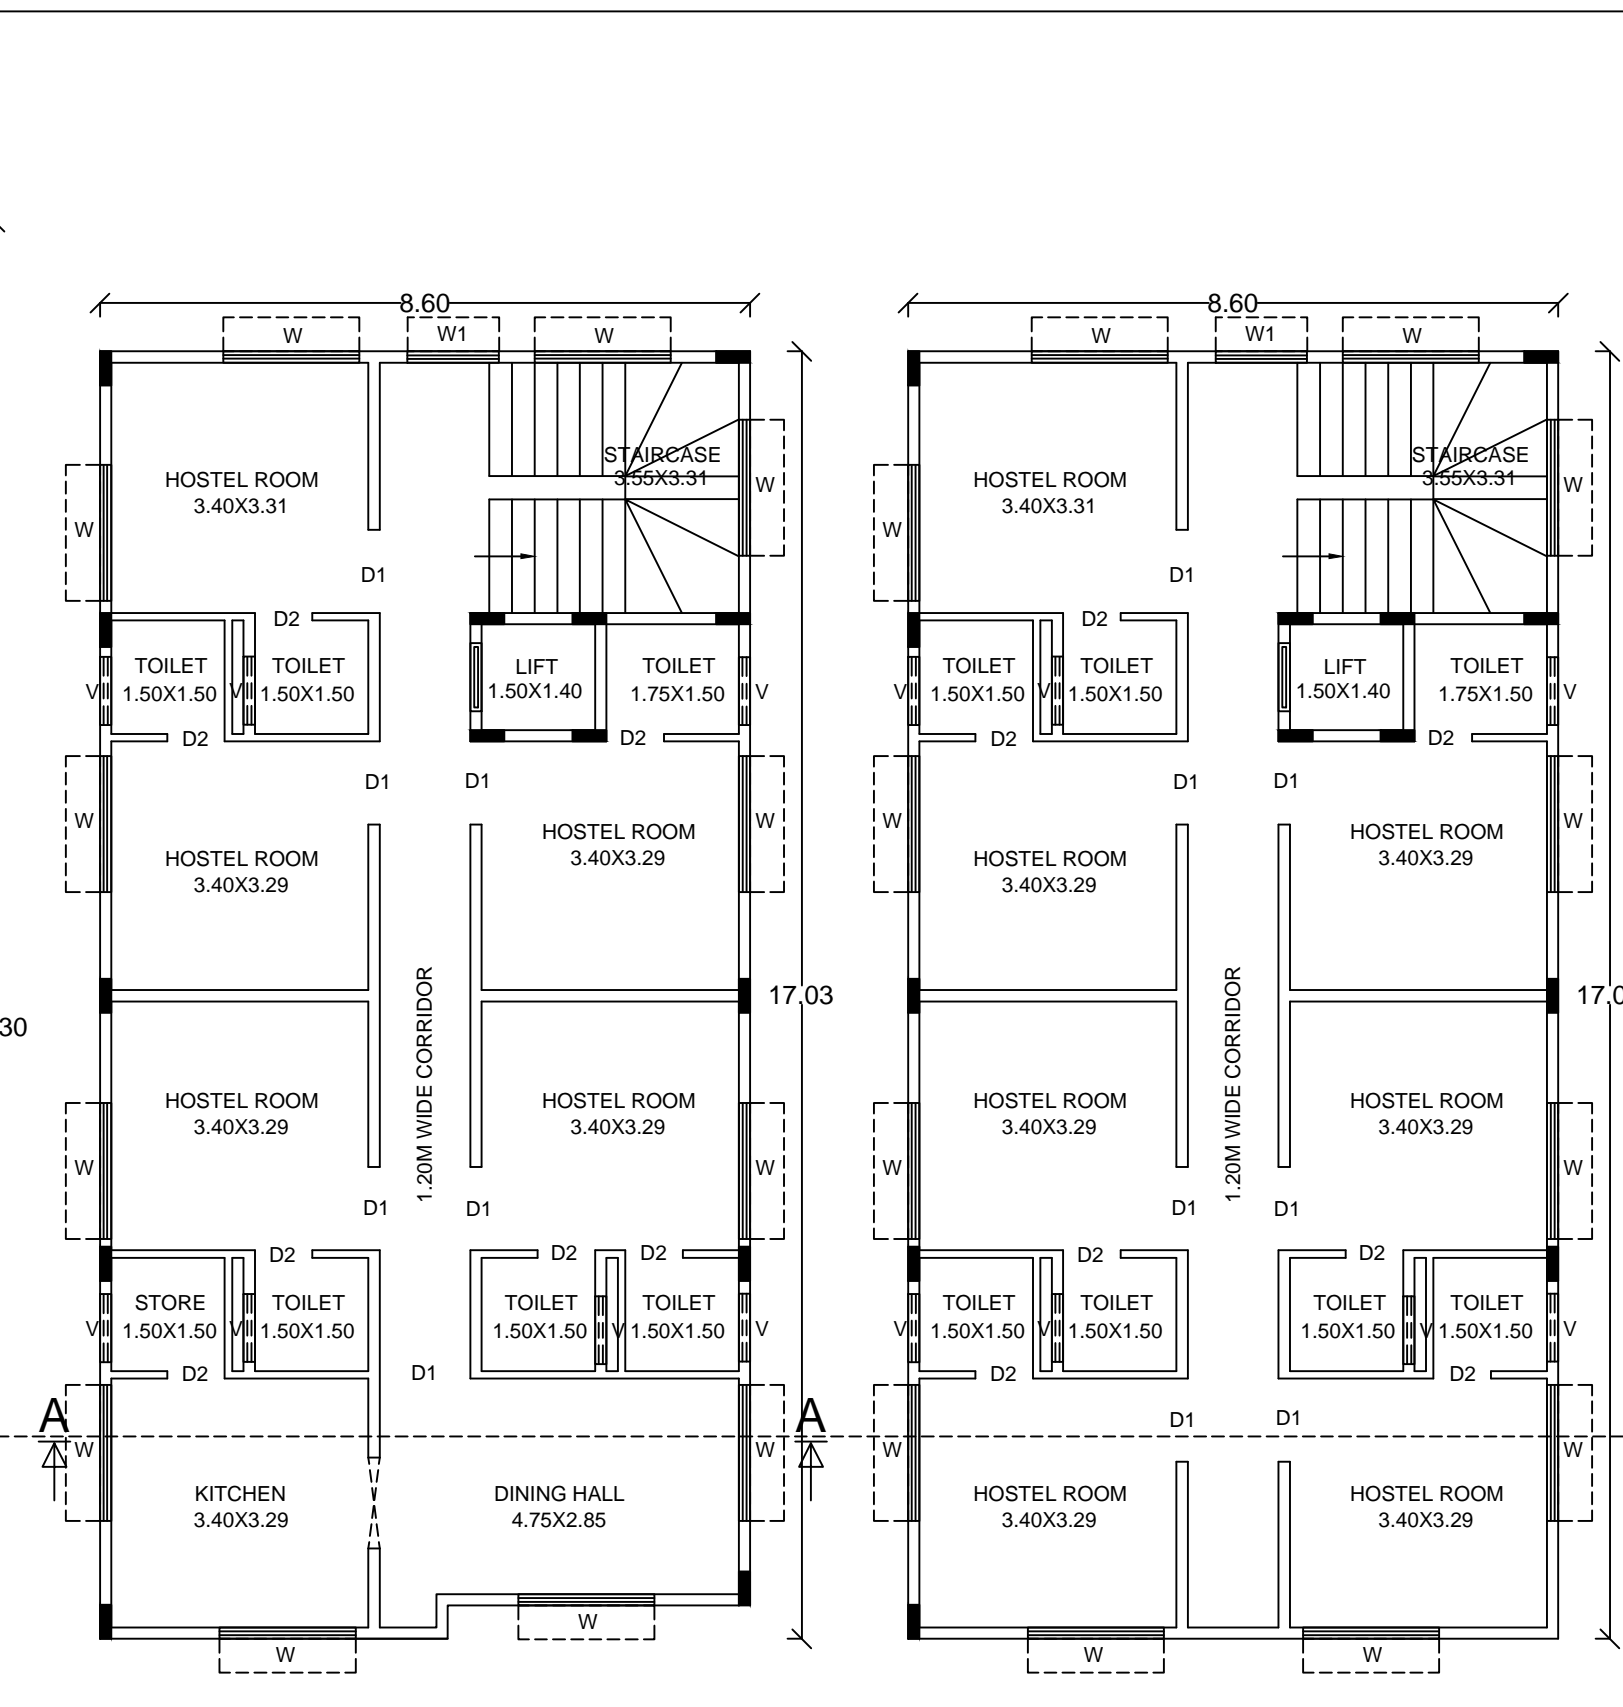 8.60
W
W1
W
STAIRCASE
3.55X3.31
W
HOSTEL ROOM
3.40X3.31
W
D1
D2
TOILET
1.50X1.50
V
V
TOILET
1.50X1.50
LIFT
1.50X1.40
TOILET
1.75X1.50
V
D2
D2
D1
D1
W
HOSTEL ROOM
3.40X3.29
HOSTEL ROOM
3.40X3.29
W
1.20M WIDE CORRIDOR
17.03
30
HOSTEL ROOM
3.40X3.29
HOSTEL ROOM
3.40X3.29
W
W
D1
D1
D2
D2
D2
STORE
1.50X1.50
V
V
TOILET
1.50X1.50
TOILET
1.50X1.50
V
TOILET
1.50X1.50
V
D2
D1
A
W
W
A
KITCHEN
3.40X3.29
DINING HALL
4.75X2.85
W
W
8.60
W
W1
W
STAIRCASE
3.55X3.31
W
HOSTEL ROOM
3.40X3.31
W
D1
D2
TOILET
1.50X1.50
V
V
TOILET
1.50X1.50
LIFT
1.50X1.40
TOILET
1.75X1.50
V
D2
D2
D1
D1
W
HOSTEL ROOM
3.40X3.29
HOSTEL ROOM
3.40X3.29
W
1.20M WIDE CORRIDOR
17.0
HOSTEL ROOM
3.40X3.29
HOSTEL ROOM
3.40X3.29
W
W
D1
D1
D2
D2
TOILET
1.50X1.50
V
V
TOILET
1.50X1.50
TOILET
1.50X1.50
V
TOILET
1.50X1.50
V
D2
D2
D1
D1
W
W
HOSTEL ROOM
3.40X3.29
HOSTEL ROOM
3.40X3.29
W
W